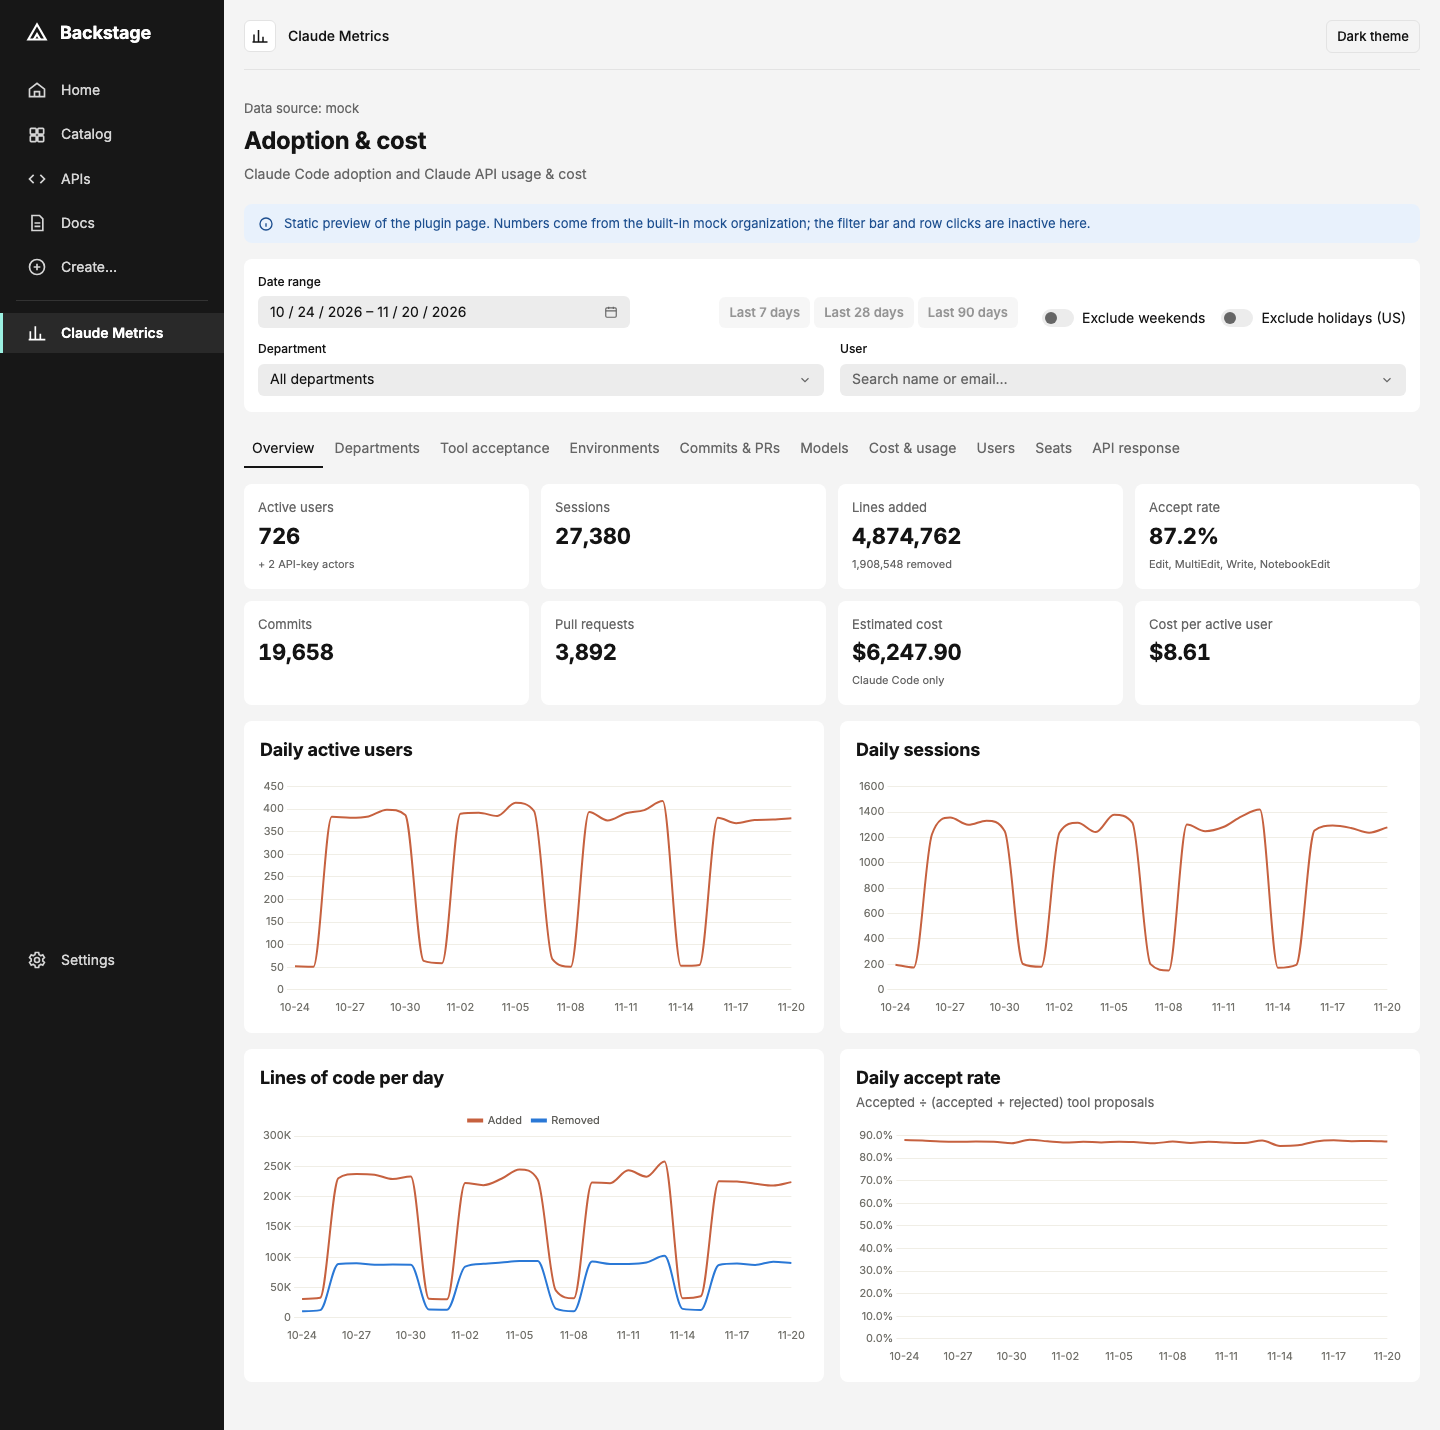 Backstage
Home
Catalog
APIs
Docs
Create...
Claude Metrics
Settings
Claude Metrics
Dark theme
Data source: mock
Adoption & cost
Claude Code adoption and Claude API usage & cost
Static preview of the plugin page. Numbers come from the built-in mock organization; the filter bar and row clicks are inactive here.
Date range
10 / 24 / 2026 – 11 / 20 / 2026
Last 7 days Last 28 days Last 90 days
Exclude weekends Exclude holidays (US)
Department
All departments
User
Search name or email...
Overview Departments Tool acceptance Environments Commits & PRs Models Cost & usage Users Seats API response
Active users
726
+ 2 API-key actors
Sessions
27,380
Lines added
4,874,762
1,908,548 removed
Accept rate
87.2%
Edit, MultiEdit, Write, NotebookEdit
Commits
19,658
Pull requests
3,892
Estimated cost
$6,247.90
Claude Code only
Cost per active user
$8.61
Daily active users
450
400
350
300
250
200
150
100
50
0
10-24 10-27 10-30 11-02 11-05 11-08 11-11 11-14 11-17 11-20
Daily sessions
1600
1400
1200
1000
800
600
400
200
0
10-24 10-27 10-30 11-02 11-05 11-08 11-11 11-14 11-17 11-20
Lines of code per day
Added Removed
300K
250K
200K
150K
100K
50K
0
10-24 10-27 10-30 11-02 11-05 11-08 11-11 11-14 11-17 11-20
Daily accept rate
Accepted ÷ (accepted + rejected) tool proposals
90.0%
80.0%
70.0%
60.0%
50.0%
40.0%
30.0%
20.0%
10.0%
0.0%
10-24 10-27 10-30 11-02 11-05 11-08 11-11 11-14 11-17 11-20